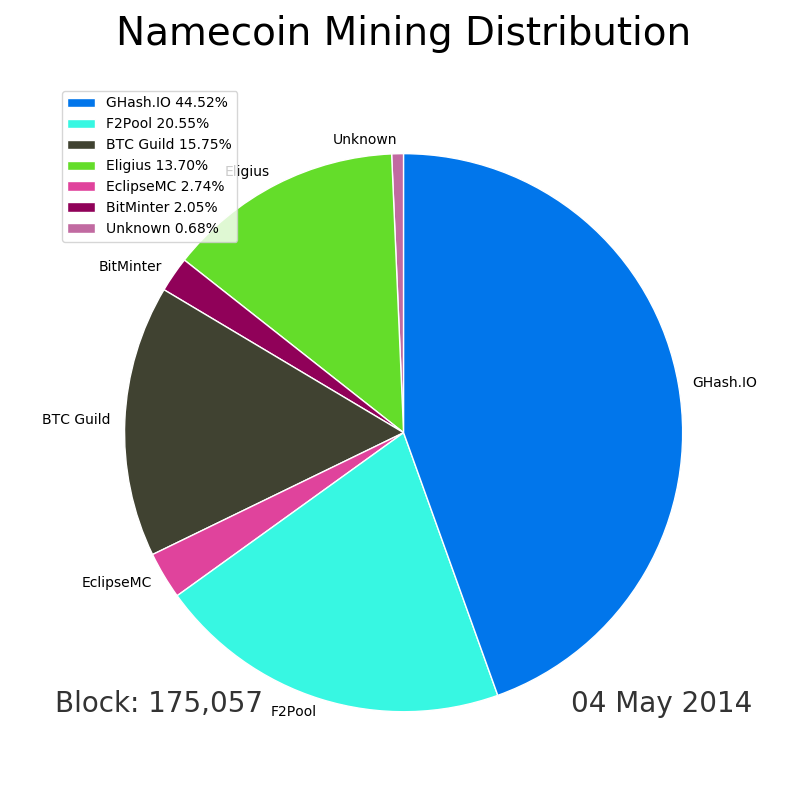 Namecoin Mining Distribution
GHash.IO 44.52%
F2Pool 20.55%
BTC Guild 15.75%
Eligius 13.70%
EclipseMC 2.74%
BitMinter 2.05%
Unknown 0.68%
Unknown
Eligius
BitMinter
GHash.IO
BTC Guild
EclipseMC
F2Pool
Block: 175,057
04 May 2014